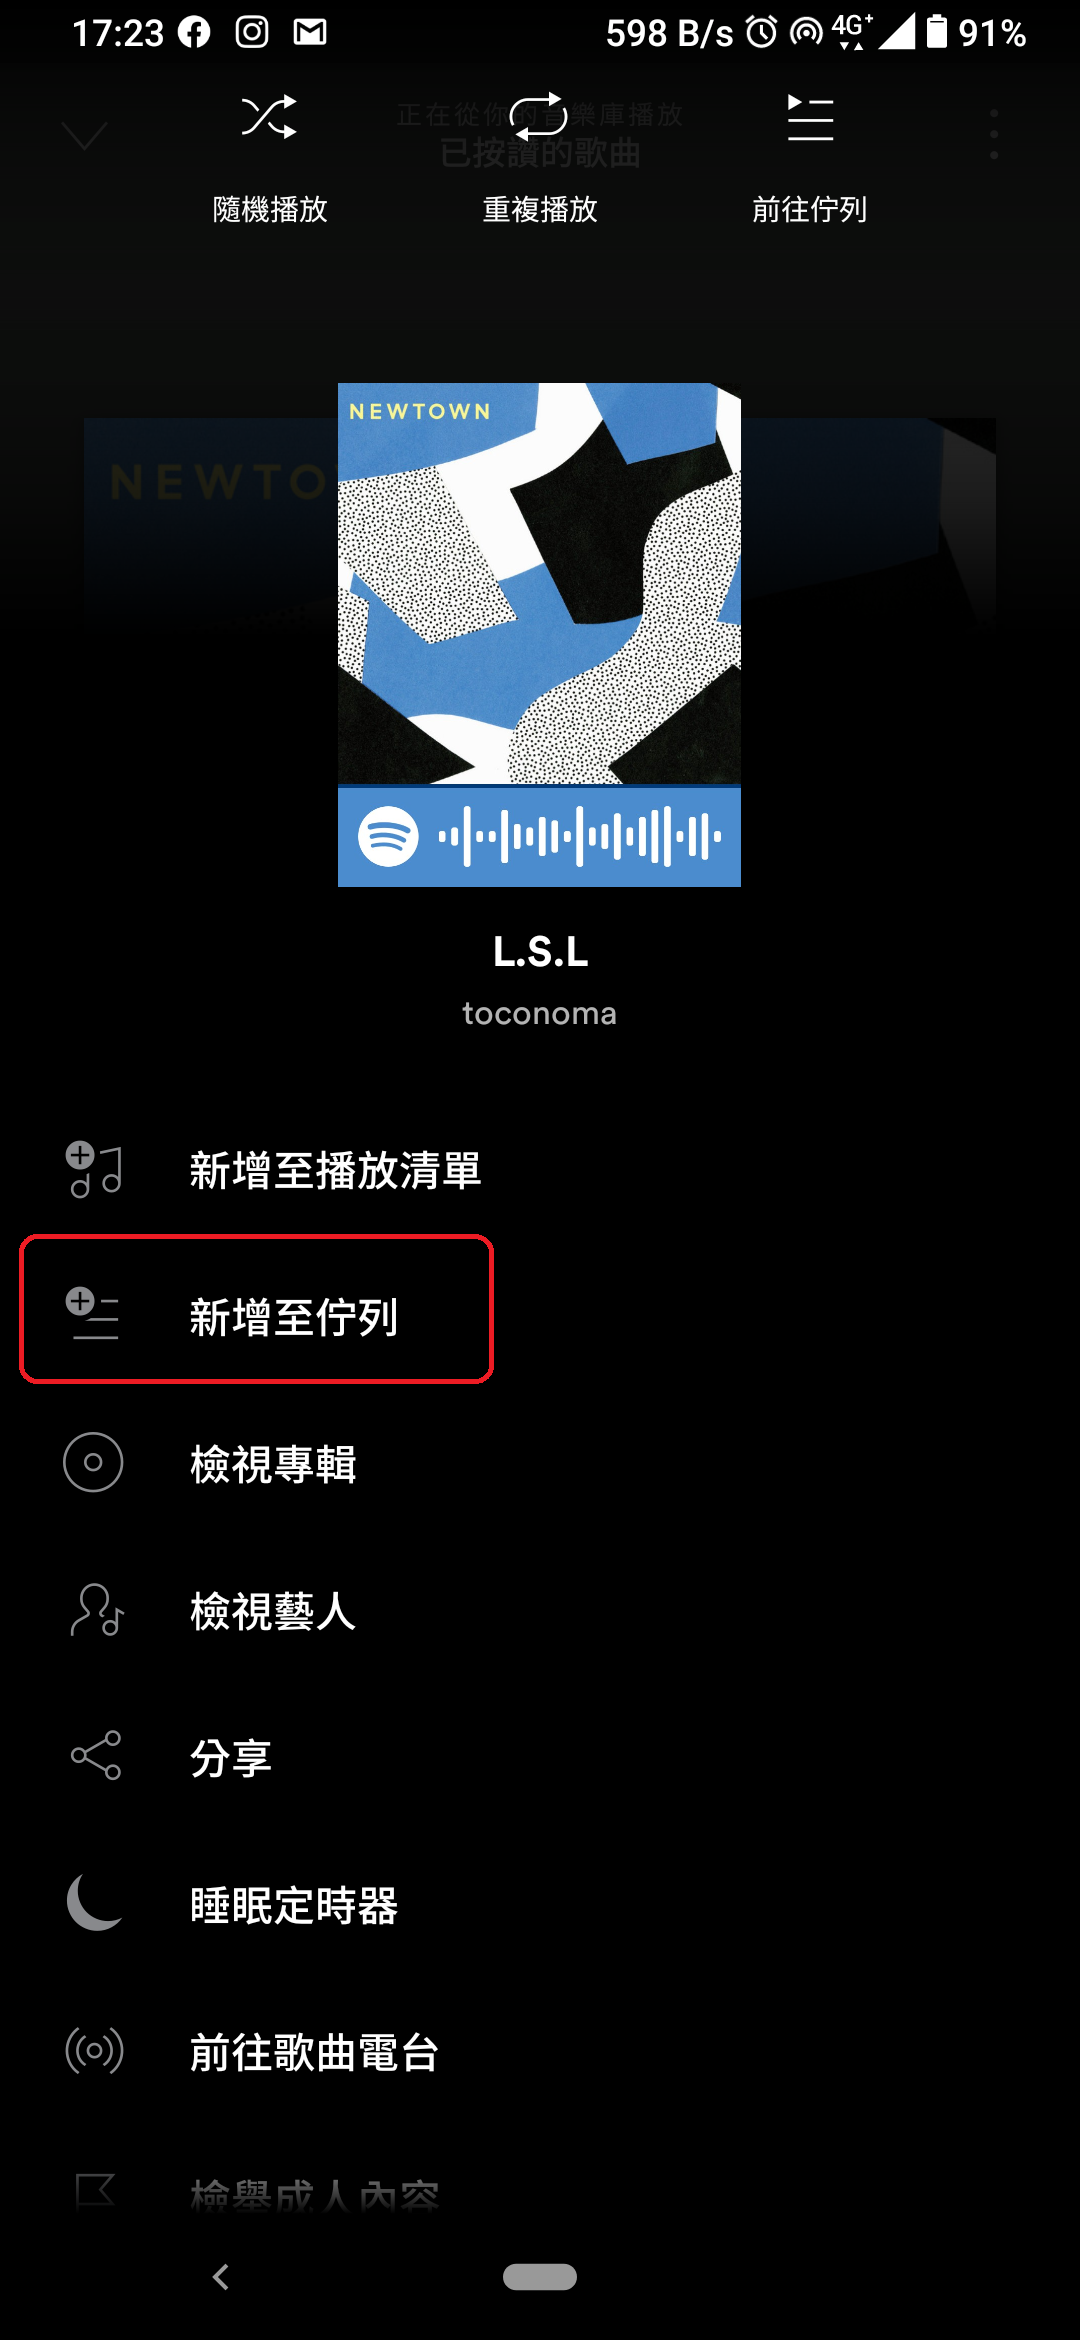 17:23 598 B/s 4G+ 91%
正在從你的音樂庫播放
已按讚的歌曲
隨機播放 重複播放 前往佇列
NEWTOWN
NEWTO
L.S.L
toconoma
新增至播放清單
新增至佇列
檢視專輯
檢視藝人
分享
睡眠定時器
前往歌曲電台
檢舉成人內容